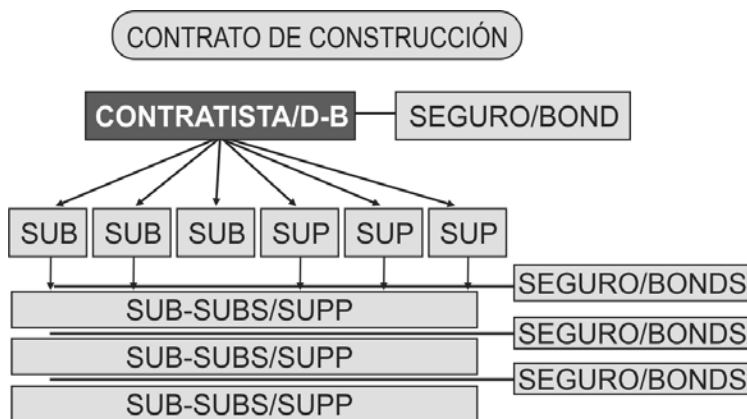 CONTRATO DE CONSTRUCCIÓN
CONTRATISTA/D-B
SEGURO/BOND
SUB
SUB
SUB
SUP
SUP
SUP
SEGURO/BONDS
SUB-SUBS/SUPP
SEGURO/BONDS
SUB-SUBS/SUPP
SEGURO/BONDS
SUB-SUBS/SUPP